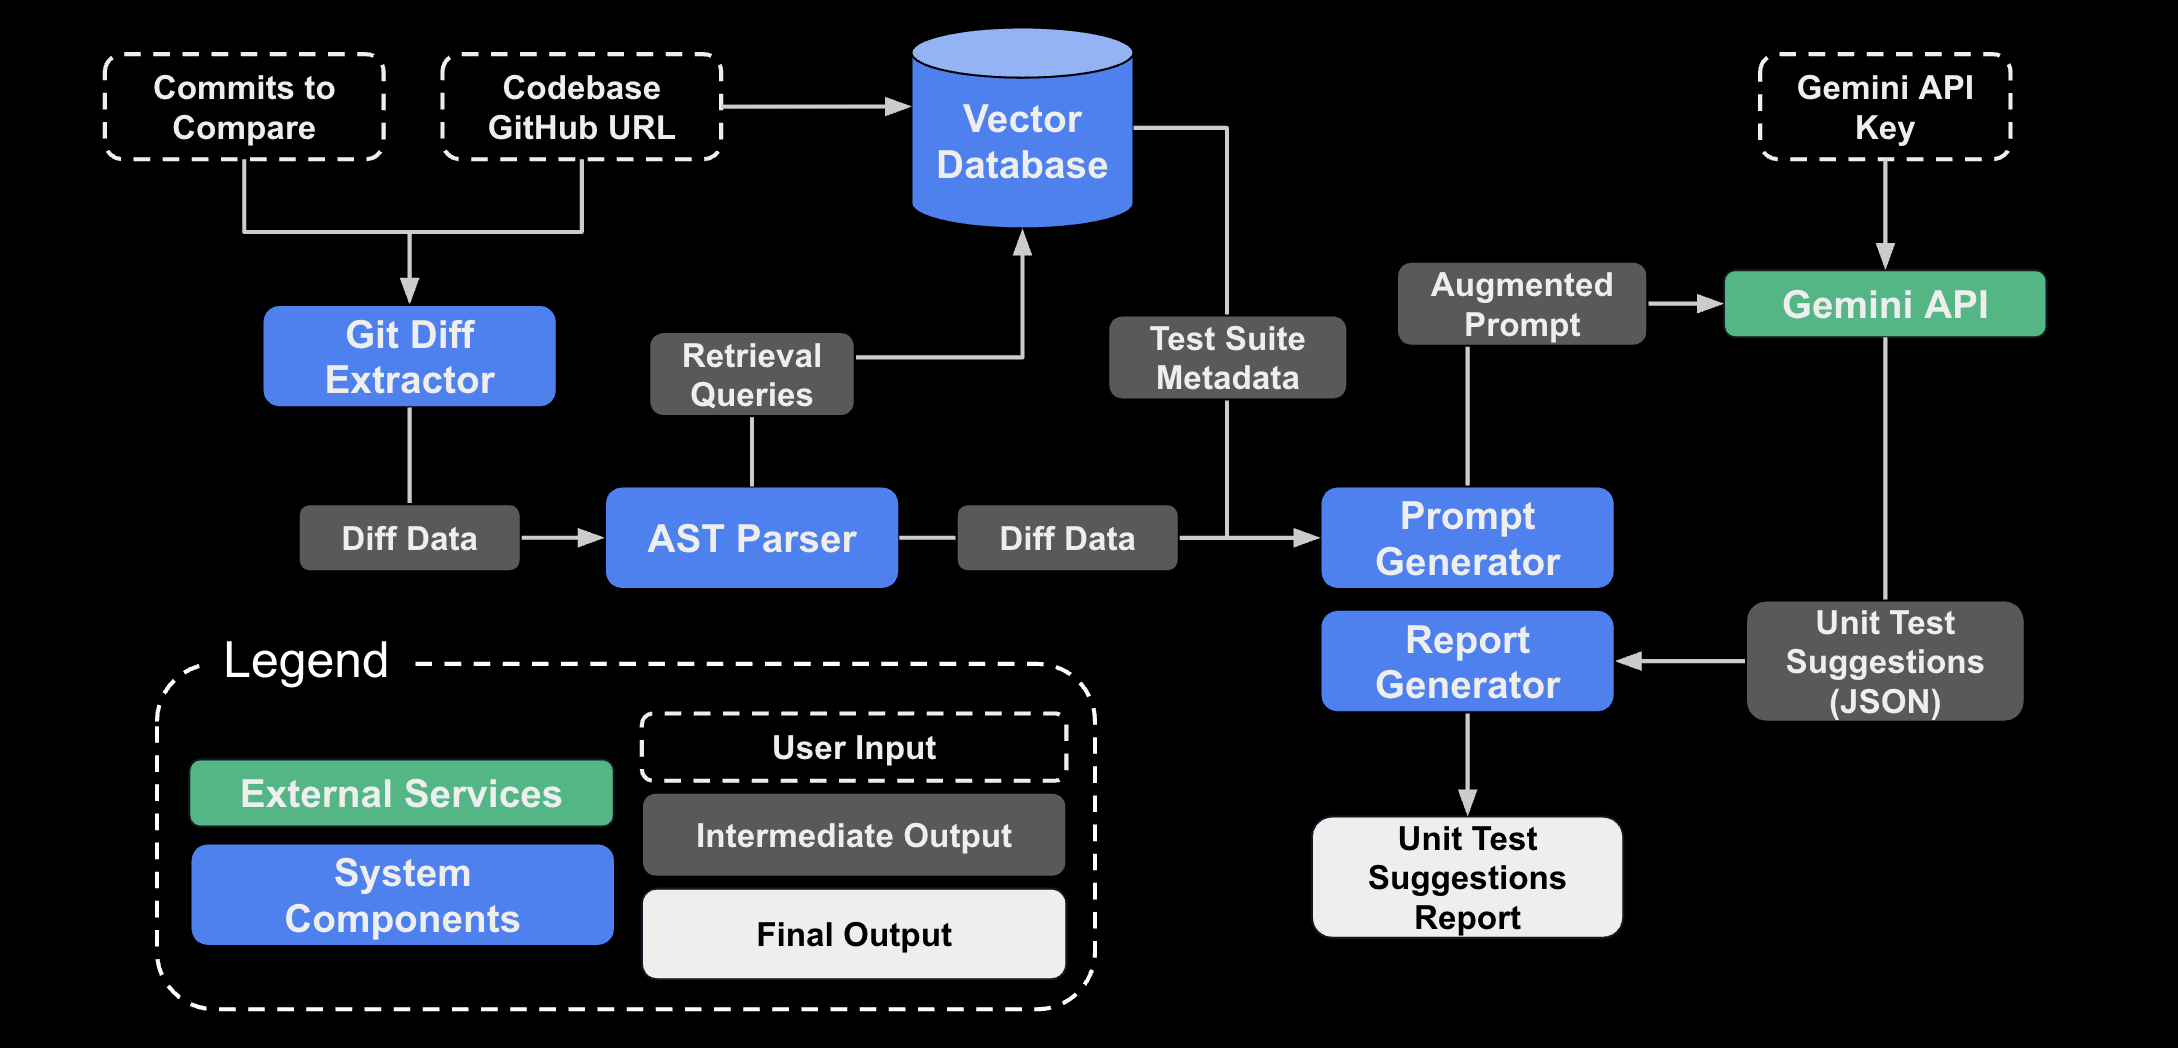 Commits to
Compare
Codebase
GitHub URL
Vector
Database
Gemini API
Key
Git Diff
Extractor
Retrieval
Queries
Test Suite
Metadata
Augmented
Prompt
Gemini API
Diff Data
AST Parser
Diff Data
Prompt
Generator
Report
Generator
Unit Test
Suggestions
(JSON)
Unit Test
Suggestions
Report
Legend
External Services
System
Components
User Input
Intermediate Output
Final Output